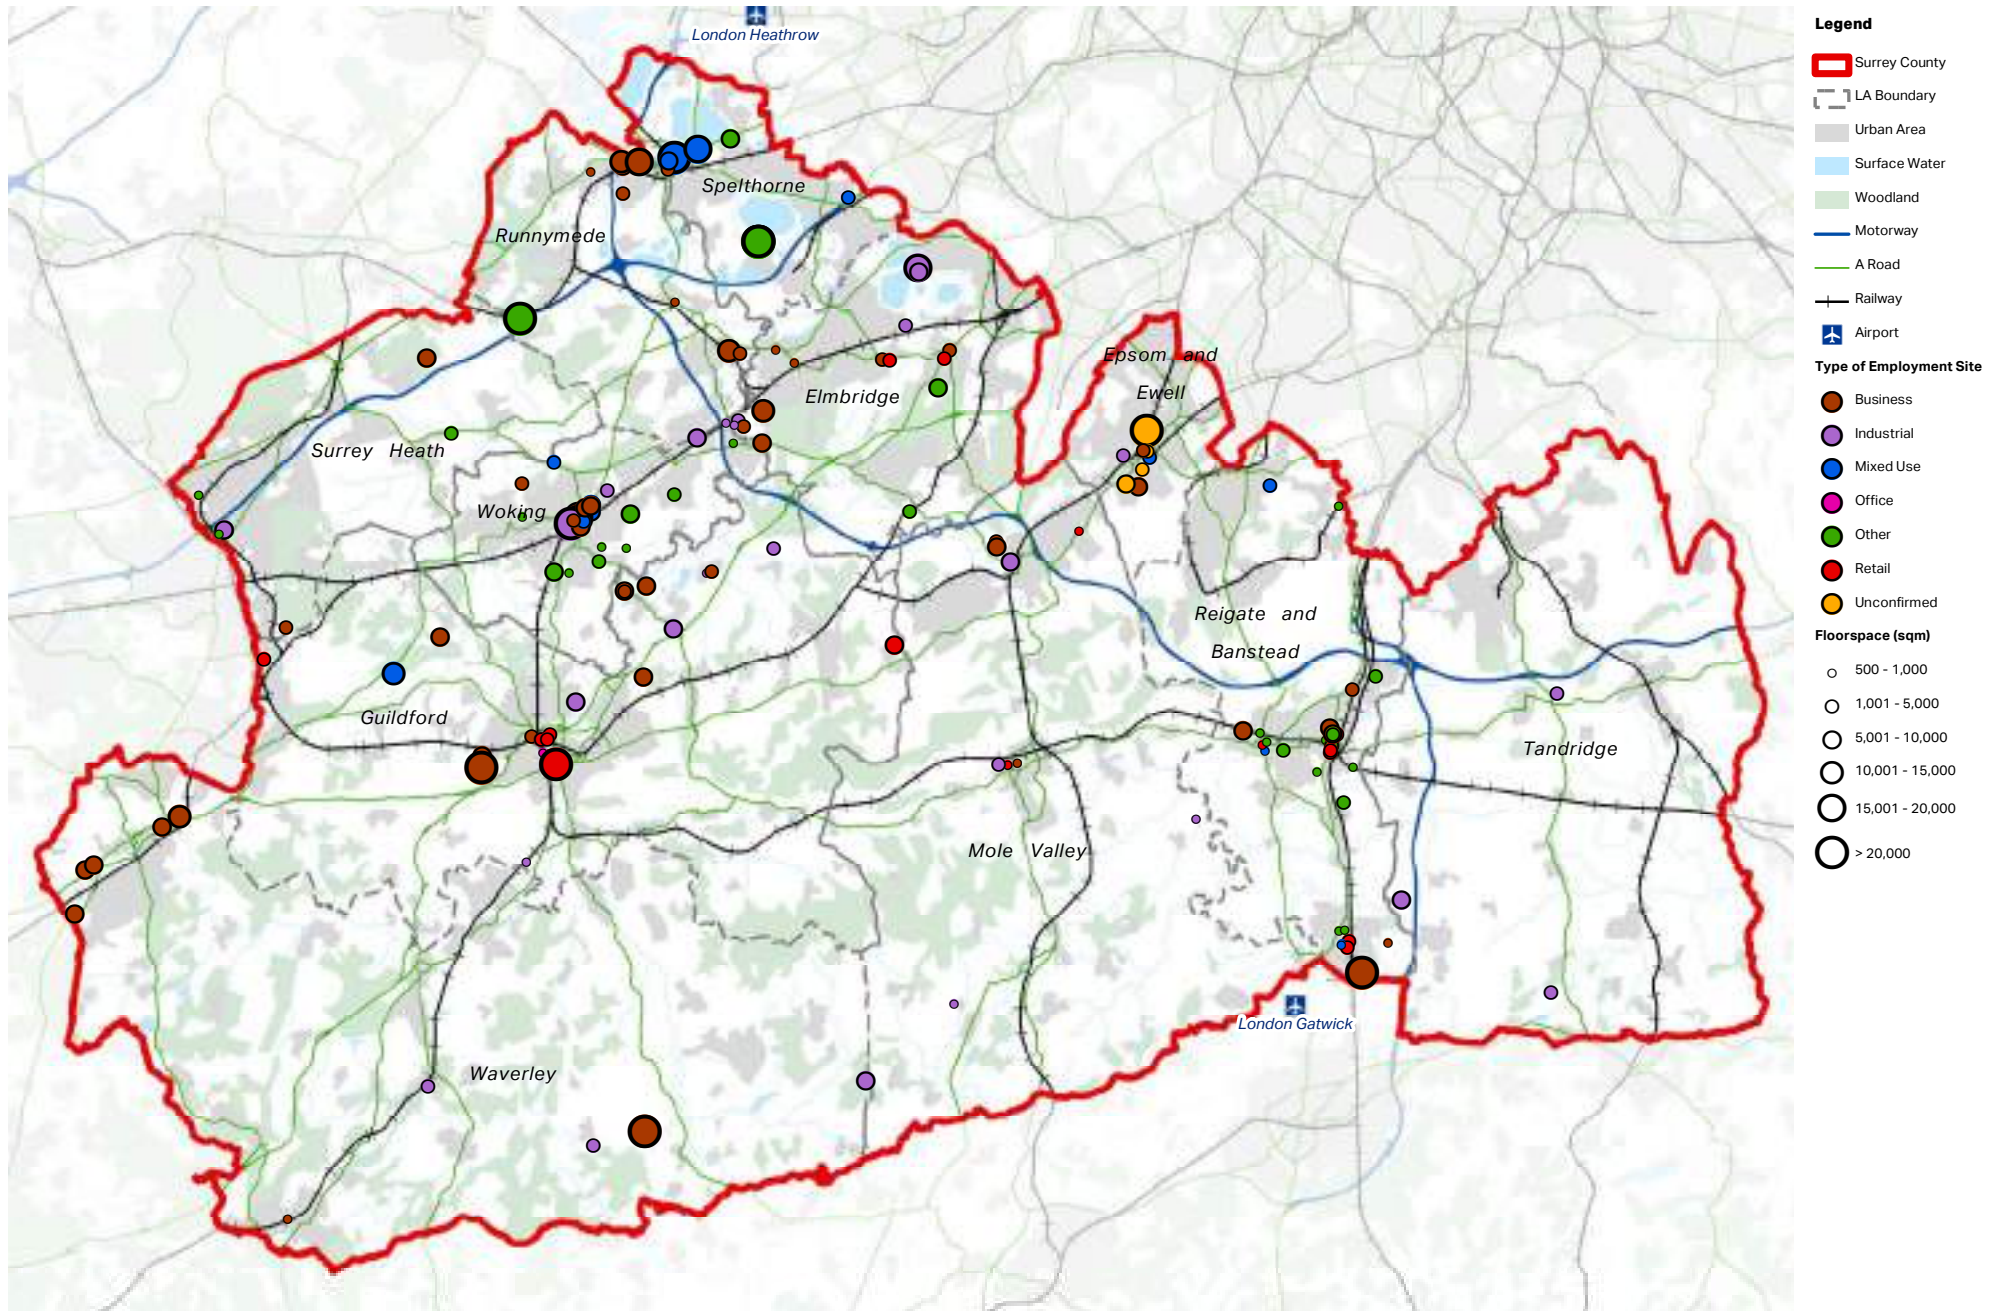 London Heathrow
Spelthorne
Runnymede
Epsom and
Ewell
Elmbridge
Surrey Heath
Woking
Reigate and
Banstead
Guildford
Tandridge
Mole Valley
London Gatwick
Waverley
Legend
Surrey County
LA Boundary
Urban Area
Surface Water
Woodland
Motorway
A Road
Railway
Airport
Type of Employment Site
Business
Industrial
Mixed Use
Office
Other
Retail
Unconfirmed
Floorspace (sqm)
500 - 1,000
1,001 - 5,000
5,001 - 10,000
10,001 - 15,000
15,001 - 20,000
> 20,000